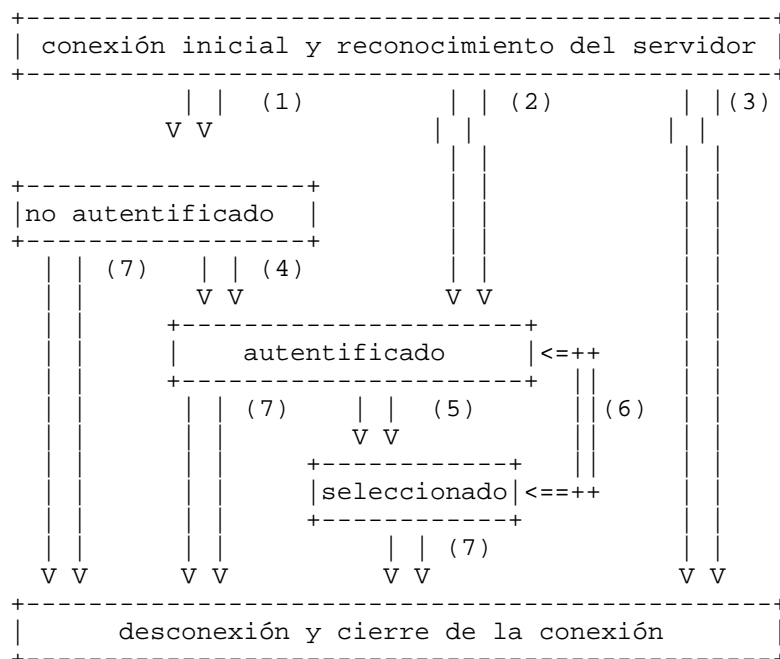 conexión inicial y reconocimiento del servidor
(1) (2) (3)
V V
no autentificado
(7) (4)
V V V V
autentificado <=++
(7) (5) (6)
V V
seleccionado <==++
(7)
V V V V V V V V
desconexión y cierre de la conexión